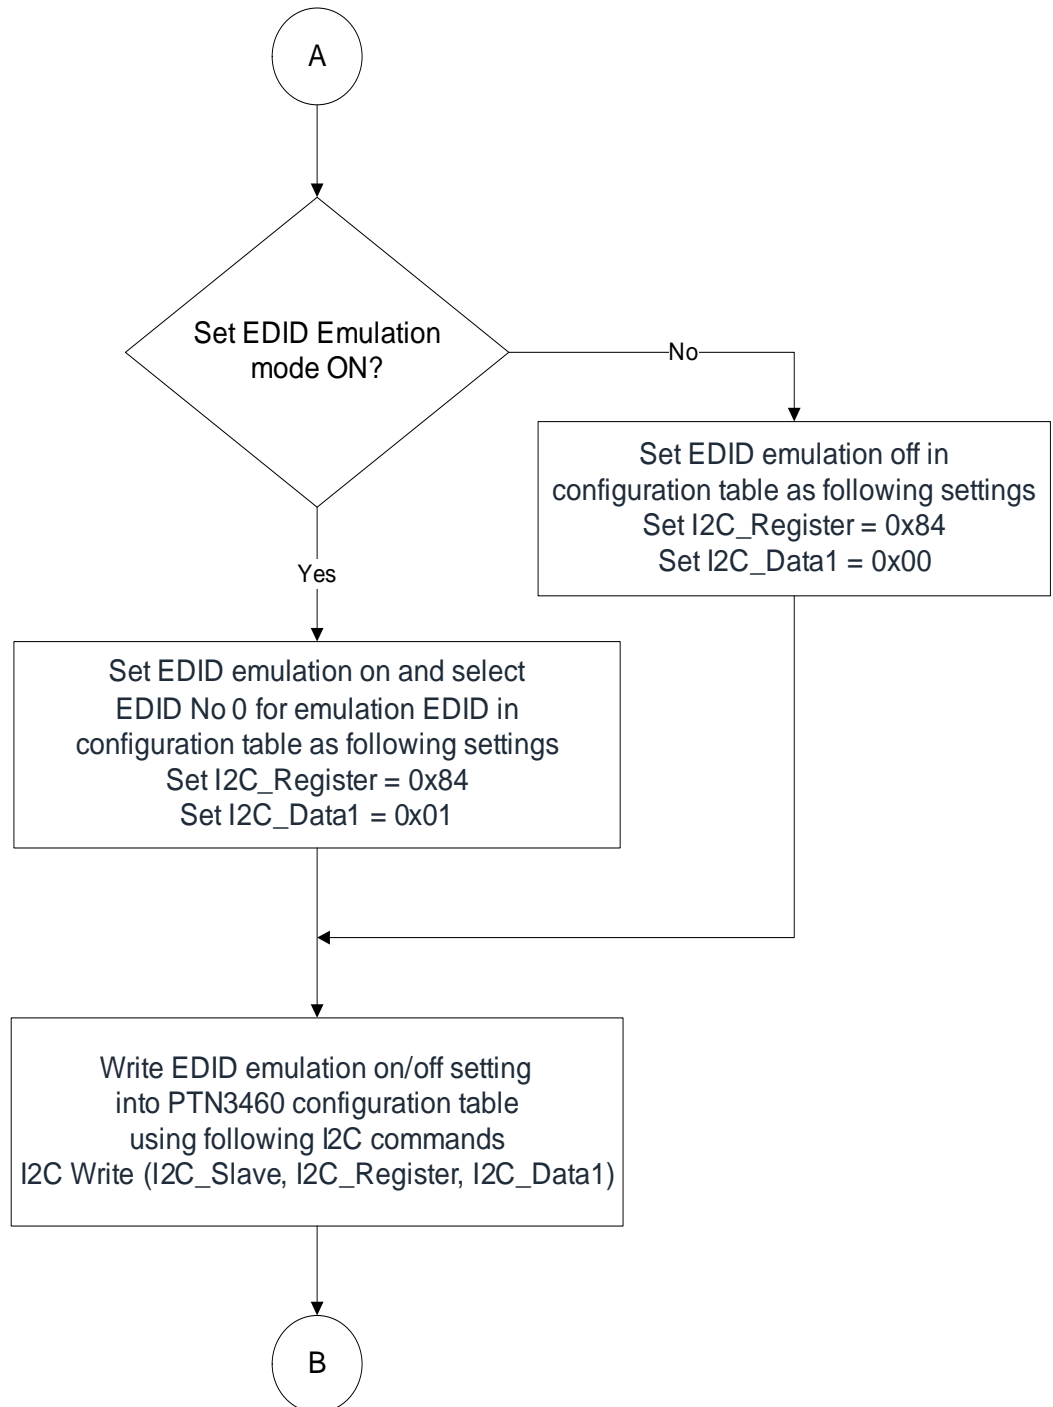 A
Set EDID Emulation
mode ON?
No
Set EDID emulation off in
configuration table as following settings
Set I2C_Register = 0x84
Set I2C_Data1 = 0x00
Yes
Set EDID emulation on and select
EDID No 0 for emulation EDID in
configuration table as following settings
Set I2C_Register = 0x84
Set I2C_Data1 = 0x01
Write EDID emulation on/off setting
into PTN3460 configuration table
using following I2C commands
I2C Write (I2C_Slave, I2C_Register, I2C_Data1)
B